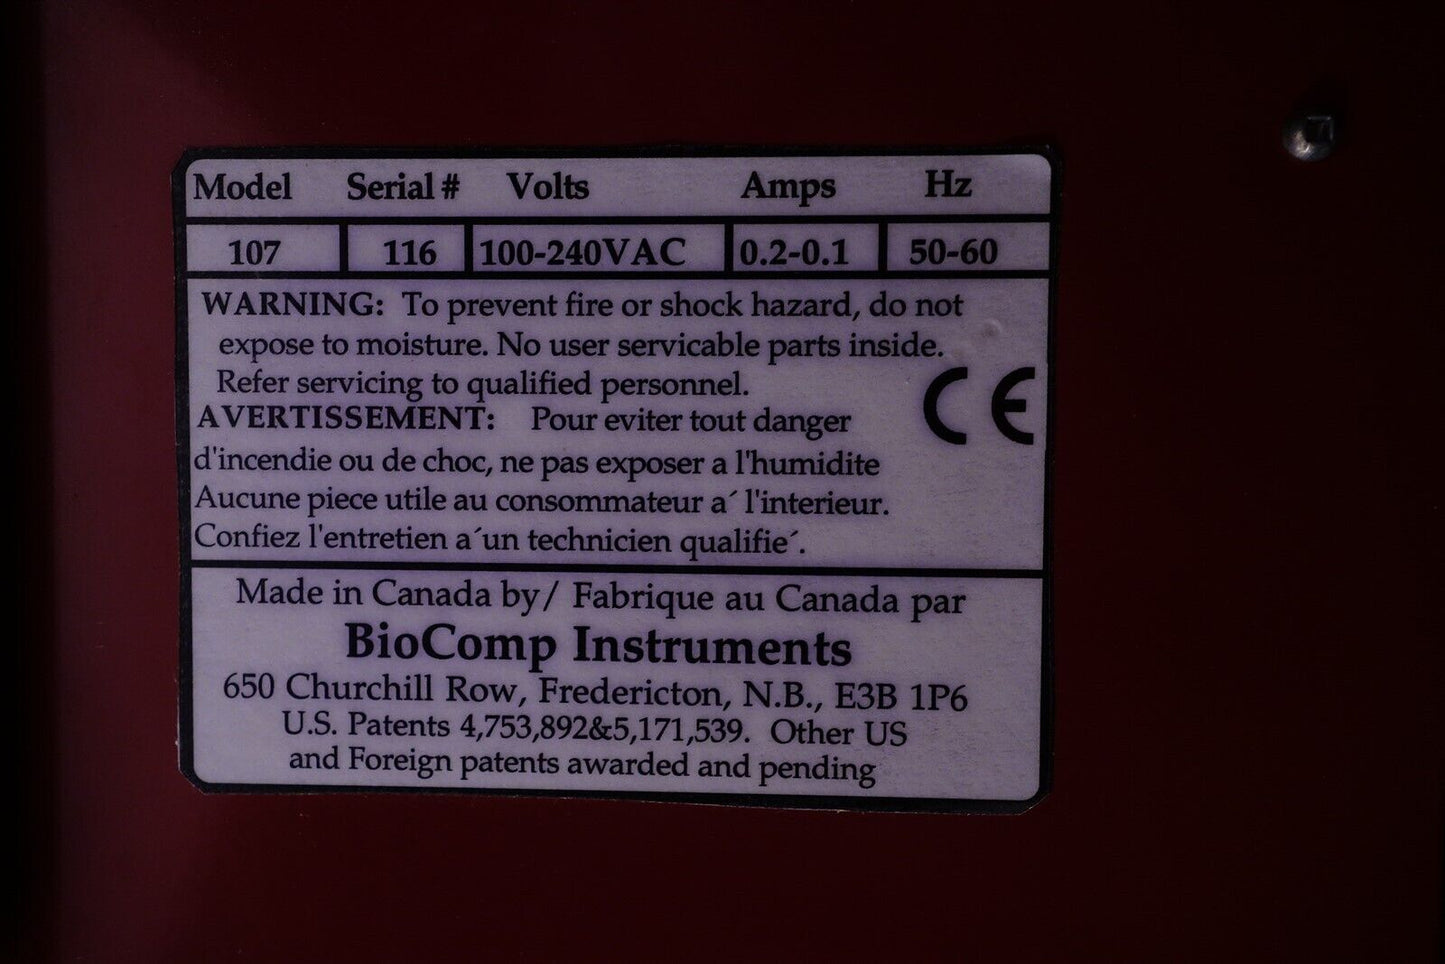 Model Serial # Volts Amps Hz
107 116 100-240VAC 0.2-0.1 50-60
WARNING: To prevent fire or shock hazard, do not
expose to moisture. No user servicable parts inside.
Refer servicing to qualified personnel.
AVERTISSEMENT: Pour eviter tout danger
d'incendie ou de choc, ne pas exposer a l'humidite
Aucune piece utile au consommateur a´ l'interieur.
Confiez l'entretien a´un technicien qualifie´.
CE
Made in Canada by/ Fabrique au Canada par
BioComp Instruments
650 Churchill Row, Fredericton, N.B., E3B 1P6
U.S. Patents 4,753,892&5,171,539. Other US
and Foreign patents awarded and pending